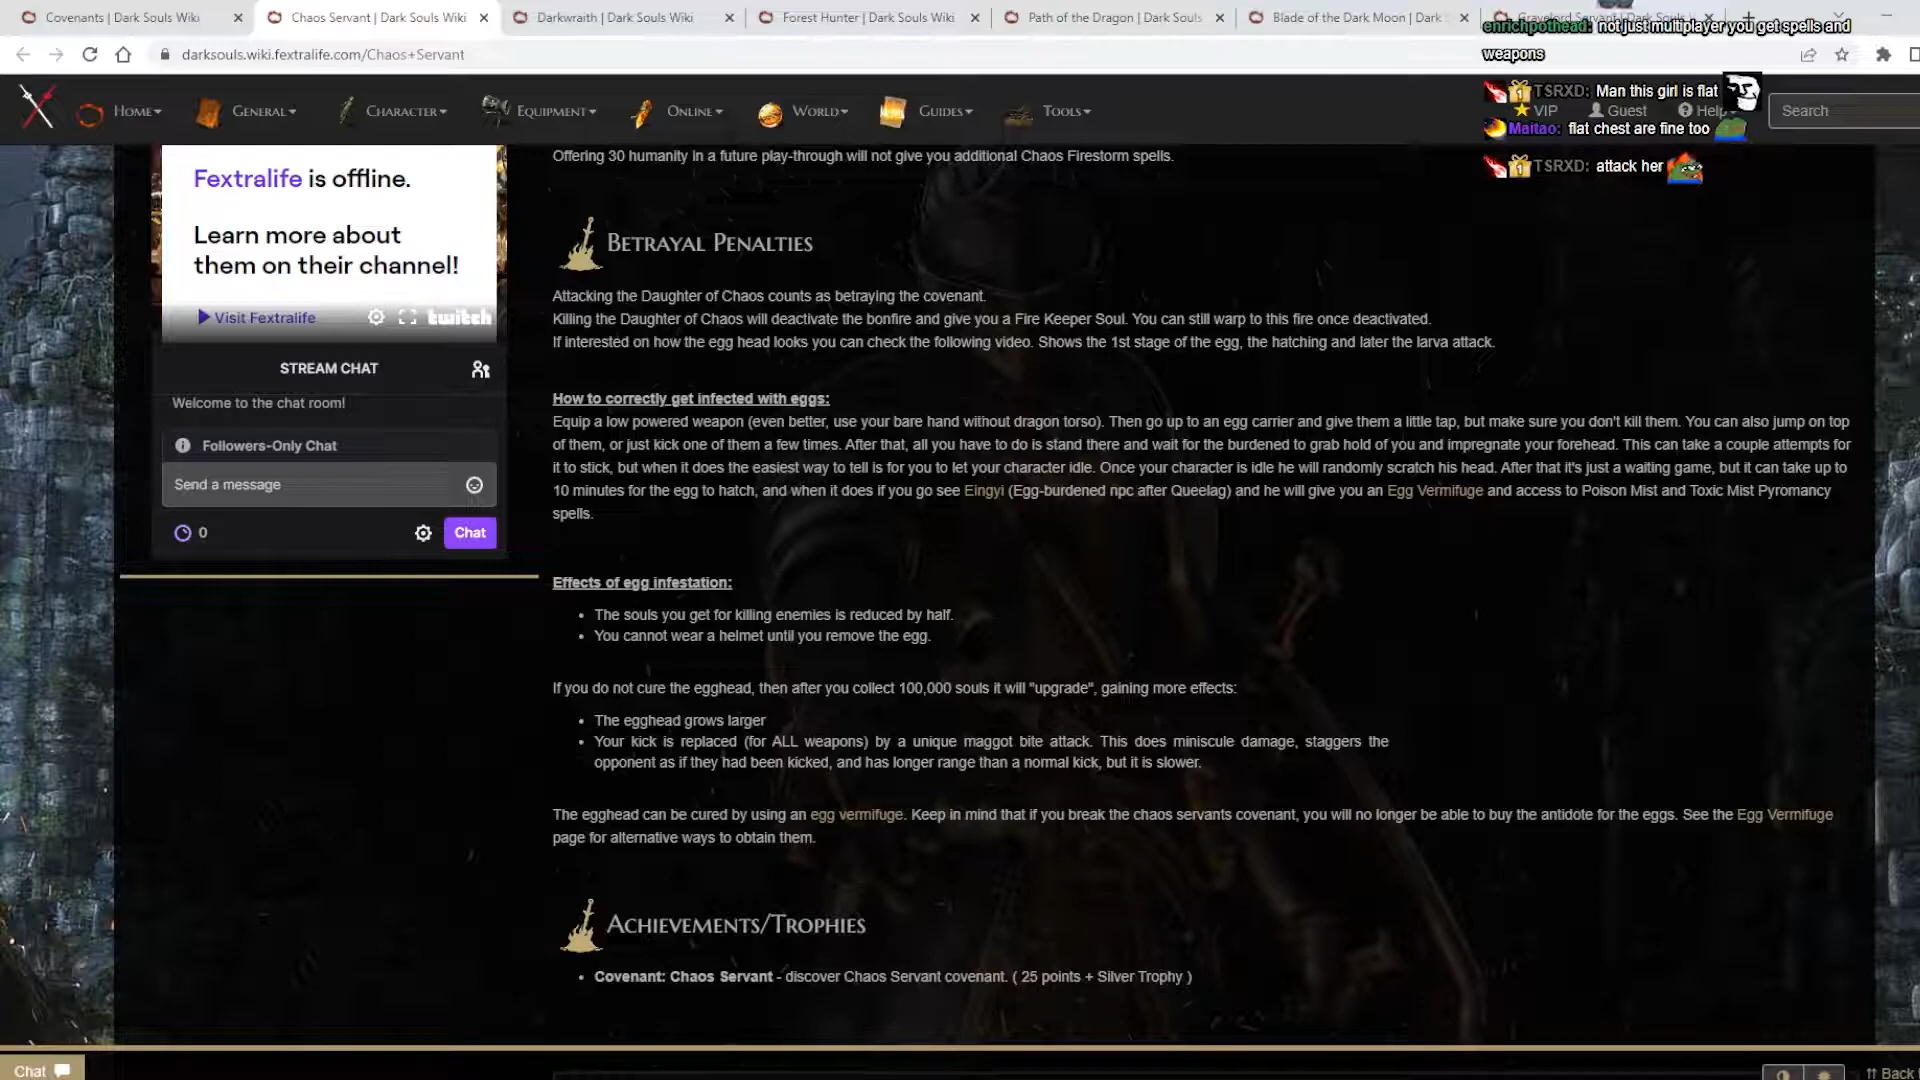 Covenants | Dark Souls Wiki
Chaos Servant | Dark Souls Wiki
Darkwraith | Dark Souls Wiki
Forest Hunter | Dark Souls Wiki
Path of the Dragon | Dark Souls
Blade of the Dark Moon | Dark
Gravelord Servant | Dark Souls
enrichpothead: not just multiplayer you get spells and
weapons
darksouls.wiki.fextralife.com/Chaos+Servant
TSRXD: Man this girl is flat
Home
General
Character
Equipment
Online
World
Guides
Tools
VIP
Guest
Help
Search
Maitao: flat chest are fine too
TSRXD: attack her
Fextralife is offline.
Learn more about
them on their channel!
Visit Fextralife
twitch
STREAM CHAT
Welcome to the chat room!
Followers-Only Chat
Send a message
0
Chat
Offering 30 humanity in a future play-through will not give you additional Chaos Firestorm spells.
Betrayal Penalties
Attacking the Daughter of Chaos counts as betraying the covenant.
Killing the Daughter of Chaos will deactivate the bonfire and give you a Fire Keeper Soul. You can still warp to this fire once deactivated.
If interested on how the egg head looks you can check the following video. Shows the 1st stage of the egg, the hatching and later the larva attack.
How to correctly get infected with eggs:
Equip a low powered weapon (even better, use your bare hand without dragon torso). Then go up to an egg carrier and give them a little tap, but make sure you don't kill them. You can also jump on top
of them, or just kick one of them a few times. After that, all you have to do is stand there and wait for the burdened to grab hold of you and impregnate your forehead. This can take a couple attempts for
it to stick, but when it does the easiest way to tell is for you to let your character idle. Once your character is idle he will randomly scratch his head. After that it's just a waiting game, but it can take up to
10 minutes for the egg to hatch, and when it does if you go see Eingyi (Egg-burdened npc after Queelag) and he will give you an Egg Vermifuge and access to Poison Mist and Toxic Mist Pyromancy
spells.
Effects of egg infestation:
• The souls you get for killing enemies is reduced by half.
• You cannot wear a helmet until you remove the egg.
If you do not cure the egghead, then after you collect 100,000 souls it will "upgrade", gaining more effects:
• The egghead grows larger
• Your kick is replaced (for ALL weapons) by a unique maggot bite attack. This does miniscule damage, staggers the
opponent as if they had been kicked, and has longer range than a normal kick, but it is slower.
The egghead can be cured by using an egg vermifuge. Keep in mind that if you break the chaos servants covenant, you will no longer be able to buy the antidote for the eggs. See the Egg Vermifuge
page for alternative ways to obtain them.
Achievements/Trophies
• Covenant: Chaos Servant - discover Chaos Servant covenant. ( 25 points + Silver Trophy )
Chat
Back